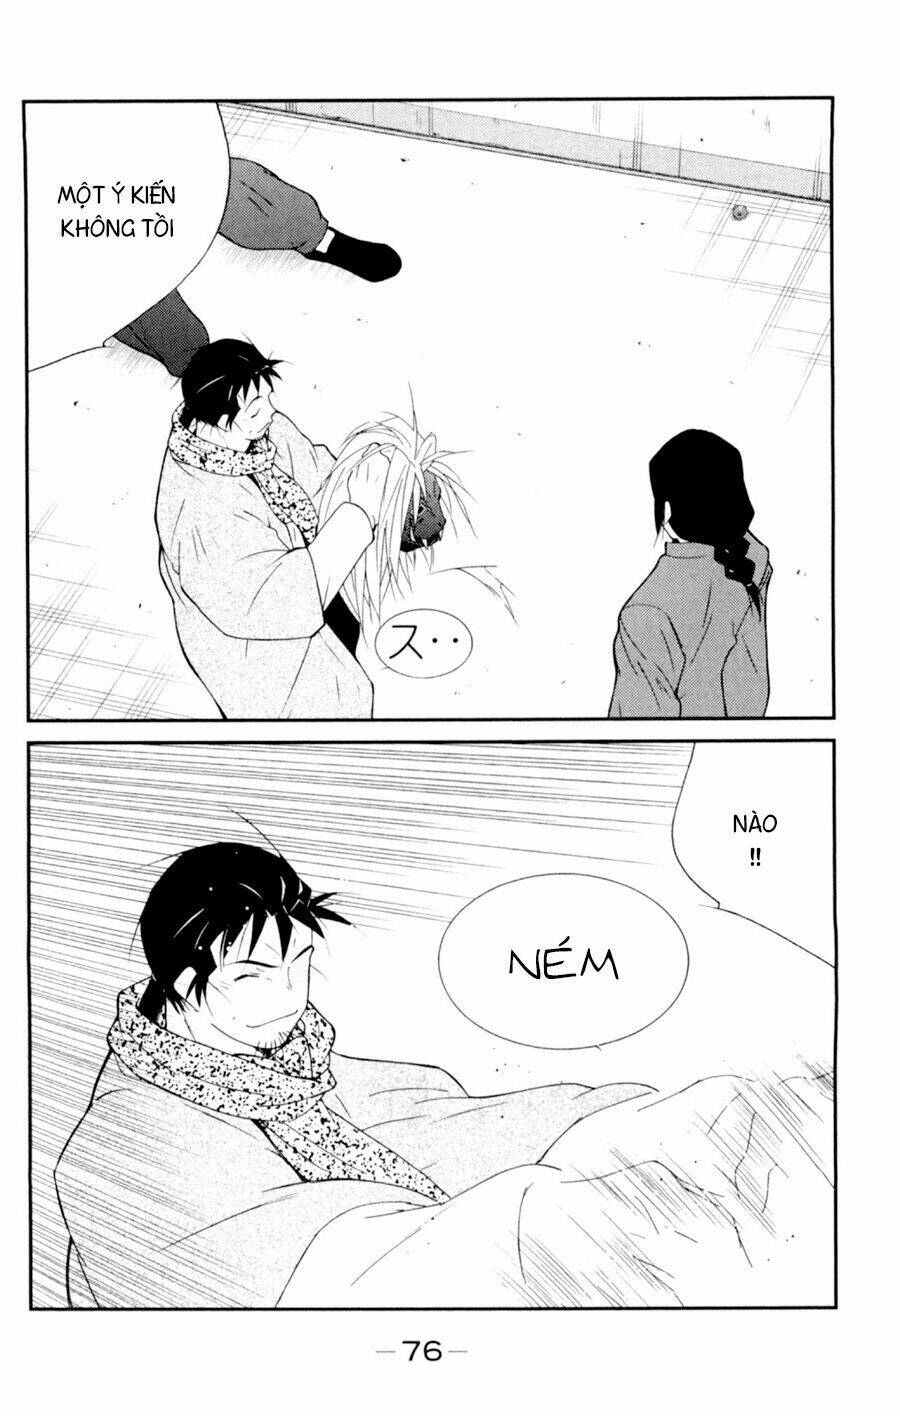 MỘT Ý KIẾN
KHÔNG TỒI
ス‥
NÀO
!!
NÉM
76